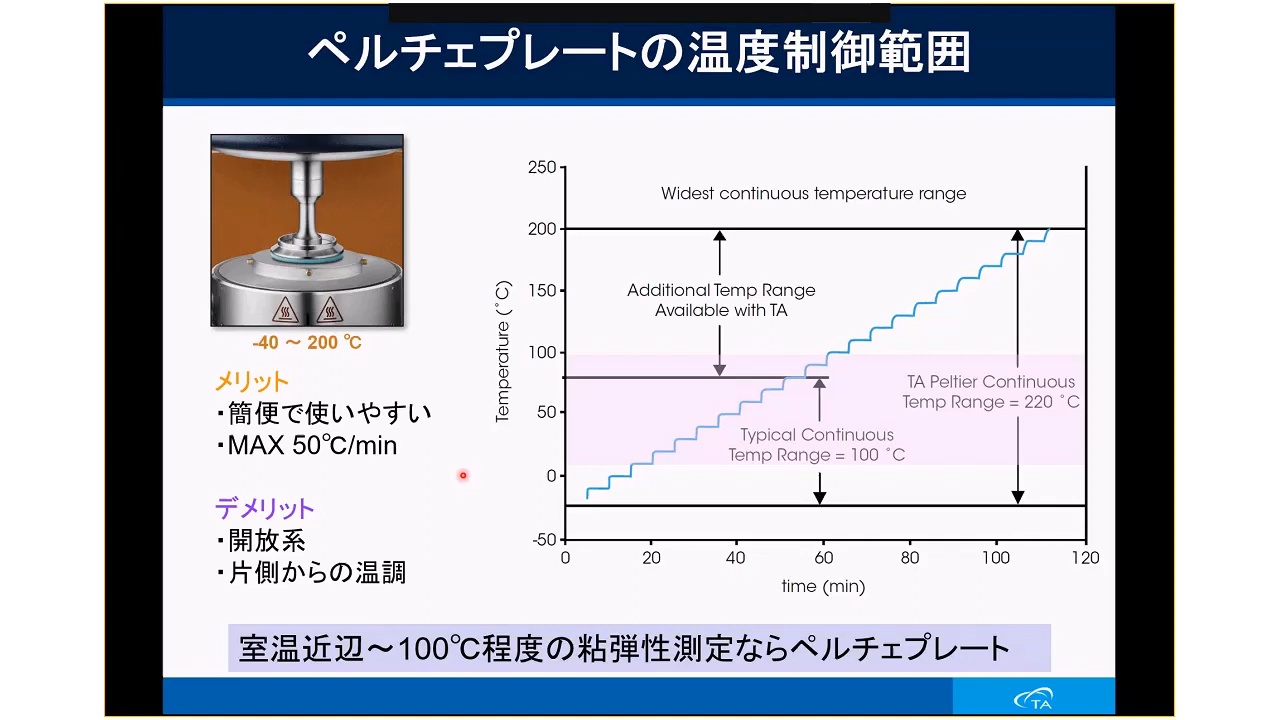 ペルチェプレートの温度制御範囲
-40 ～ 200 ℃
メリット
・簡便で使いやすい
・MAX 50℃/min
デメリット
・開放系
・片側からの温調
Temperature (˚C)
250
200
150
100
50
0
-50
Widest continuous temperature range
Additional Temp Range
Available with TA
TA Peltier Continuous
Temp Range = 220 ˚C
Typical Continuous
Temp Range = 100 ˚C
0 20 40 60 80 100 120
time (min)
室温近辺～100℃程度の粘弾性測定ならペルチェプレート
TA